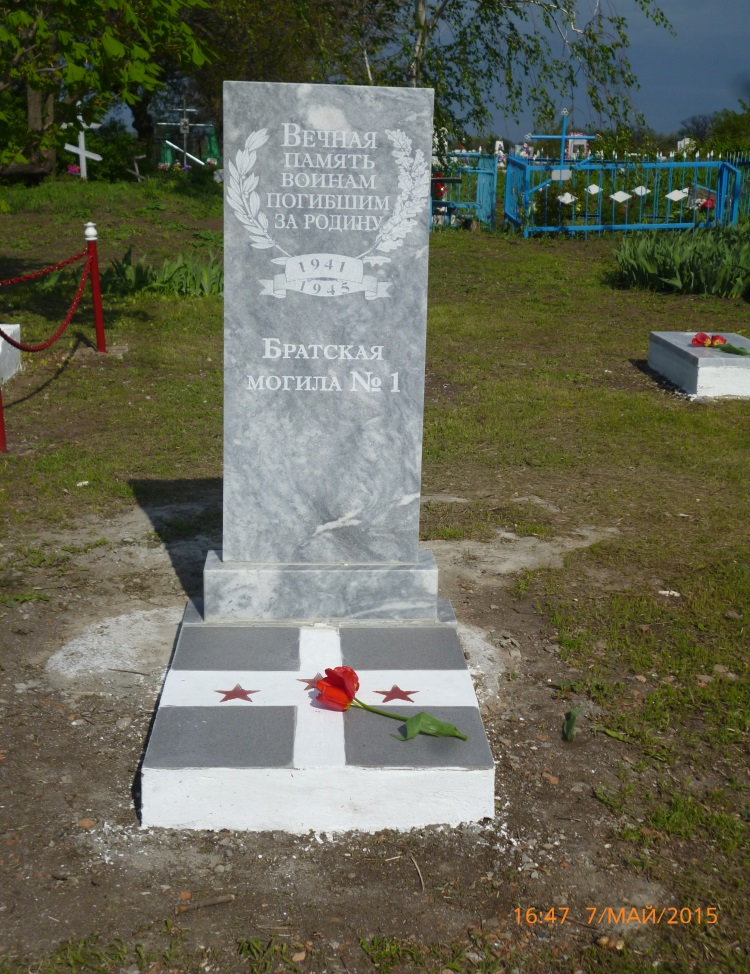 Вечная
память
воинам
погибшим
за Родину
1941
1945
Братская
могила № 1
16:47 7/МАЙ/2015